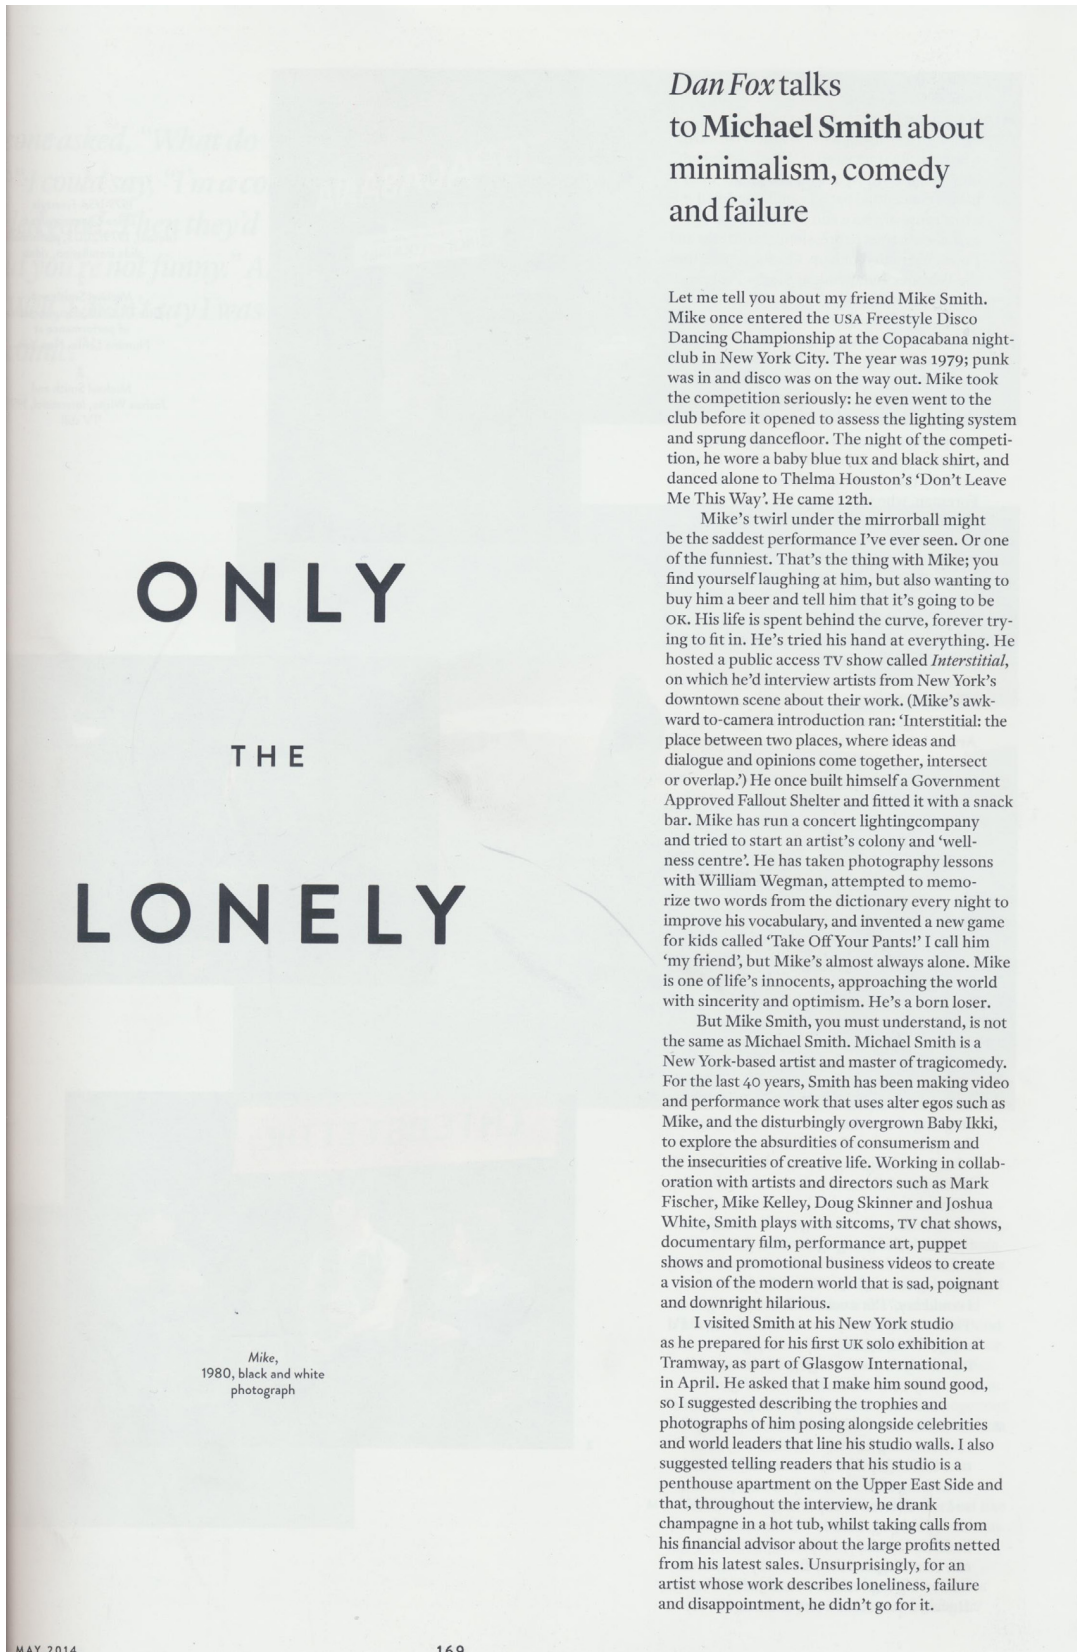 Dan Fox talks
to Michael Smith about
minimalism, comedy
and failure
ONLY
THE
LONELY
Let me tell you about my friend Mike Smith.
Mike once entered the USA Freestyle Disco
Dancing Championship at the Copacabana night-
club in New York City. The year was 1979; punk
was in and disco was on the way out. Mike took
the competition seriously: he even went to the
club before it opened to assess the lighting system
and sprung dancefloor. The night of the competi-
tion, he wore a baby blue tux and black shirt, and
danced alone to Thelma Houston's ‘Don't Leave
Me This Way’. He came 12th.
Mike's twirl under the mirrorball might
be the saddest performance I've ever seen. Or one
of the funniest. That's the thing with Mike; you
find yourself laughing at him, but also wanting to
buy him a beer and tell him that it's going to be
OK. His life is spent behind the curve, forever try-
ing to fit in. He's tried his hand at everything. He
hosted a public access TV show called Interstitial,
on which he'd interview artists from New York's
downtown scene about their work. (Mike's awk-
ward to-camera introduction ran: ‘Interstitial: the
place between two places, where ideas and
dialogue and opinions come together, intersect
or overlap.’) He once built himself a Government
Approved Fallout Shelter and fitted it with a snack
bar. Mike has run a concert lightingcompany
and tried to start an artist's colony and ‘well-
ness centre’. He has taken photography lessons
with William Wegman, attempted to memo-
rize two words from the dictionary every night to
improve his vocabulary, and invented a new game
for kids called ‘Take Off Your Pants!’ I call him
‘my friend’, but Mike's almost always alone. Mike
is one of life's innocents, approaching the world
with sincerity and optimism. He's a born loser.
But Mike Smith, you must understand, is not
the same as Michael Smith. Michael Smith is a
New York-based artist and master of tragicomedy.
For the last 40 years, Smith has been making video
and performance work that uses alter egos such as
Mike, and the disturbingly overgrown Baby Ikki,
to explore the absurdities of consumerism and
the insecurities of creative life. Working in collab-
oration with artists and directors such as Mark
Fischer, Mike Kelley, Doug Skinner and Joshua
White, Smith plays with sitcoms, TV chat shows,
documentary film, performance art, puppet
shows and promotional business videos to create
a vision of the modern world that is sad, poignant
and downright hilarious.
I visited Smith at his New York studio
as he prepared for his first UK solo exhibition at
Tramway, as part of Glasgow International,
in April. He asked that I make him sound good,
so I suggested describing the trophies and
photographs of him posing alongside celebrities
and world leaders that line his studio walls. I also
suggested telling readers that his studio is a
penthouse apartment on the Upper East Side and
that, throughout the interview, he drank
champagne in a hot tub, whilst taking calls from
his financial advisor about the large profits netted
from his latest sales. Unsurprisingly, for an
artist whose work describes loneliness, failure
and disappointment, he didn't go for it.
Mike,
1980, black and white
photograph
MAY 2014
169